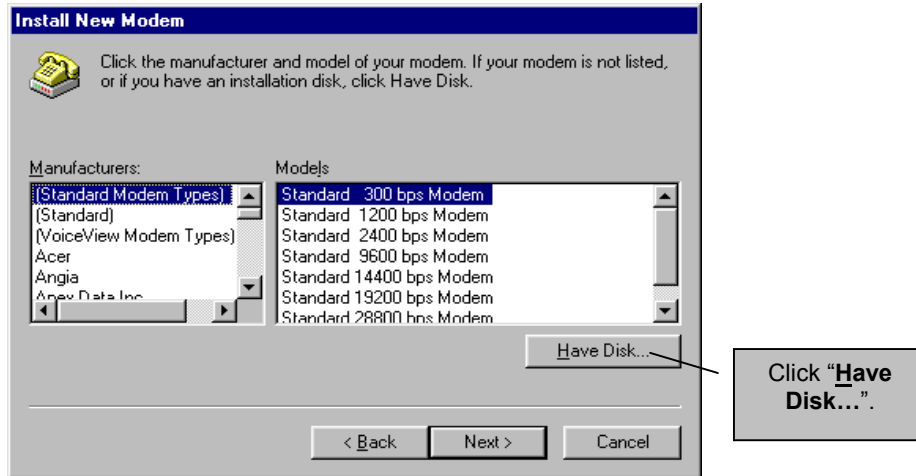 Install New Modem
Click the manufacturer and model of your modem. If your modem is not listed,
or if you have an installation disk, click Have Disk.
Manufacturers:
(Standard Modem Types)
(Standard)
(VoiceView Modem Types)
Acer
Angia
Apex Data Inc
Models
Standard 300 bps Modem
Standard 1200 bps Modem
Standard 2400 bps Modem
Standard 9600 bps Modem
Standard 14400 bps Modem
Standard 19200 bps Modem
Standard 28800 bps Modem
Have Disk...
Click “Have
Disk…”.
< Back
Next >
Cancel